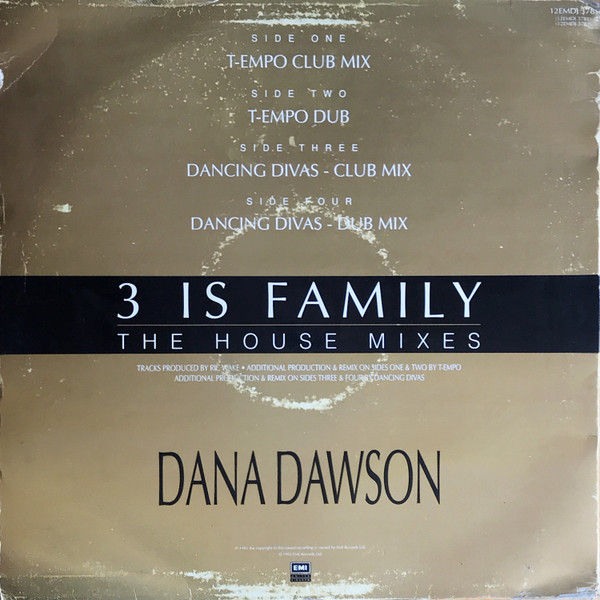 12EMDJ 378
SIDE ONE
T-EMPO CLUB MIX
SIDE TWO
T-EMPO DUB
SIDE THREE
DANCING DIVAS - CLUB MIX
SIDE FOUR
DANCING DIVAS - DUB MIX
3 IS FAMILY
THE HOUSE MIXES
TRACKS PRODUCED BY RIC WAKE • ADDITIONAL PRODUCTION & REMIX ON SIDES ONE & TWO BY T-EMPO
ADDITIONAL PRODUCTION & REMIX ON SIDES THREE & FOUR BY DANCING DIVAS
DANA DAWSON
EMI